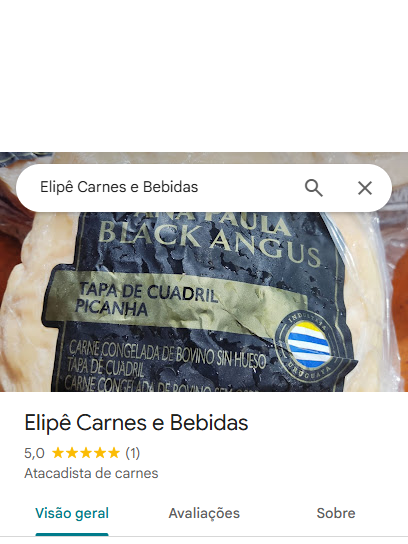 Elipê Carnes e Bebidas
ANA PAULA
BLACK ANGUS
TAPA DE CUADRIL
PICANHA
CARNE CONGELADA DE BOVINO SIN HUESO
TAPA DE CUADRIL
CARNE CONGELADA DE BOVINO SEM
INDUSTRIA
URUGUAYA
Elipê Carnes e Bebidas
5,0 ★★★★★ (1)
Atacadista de carnes
Visão geral
Avaliações
Sobre